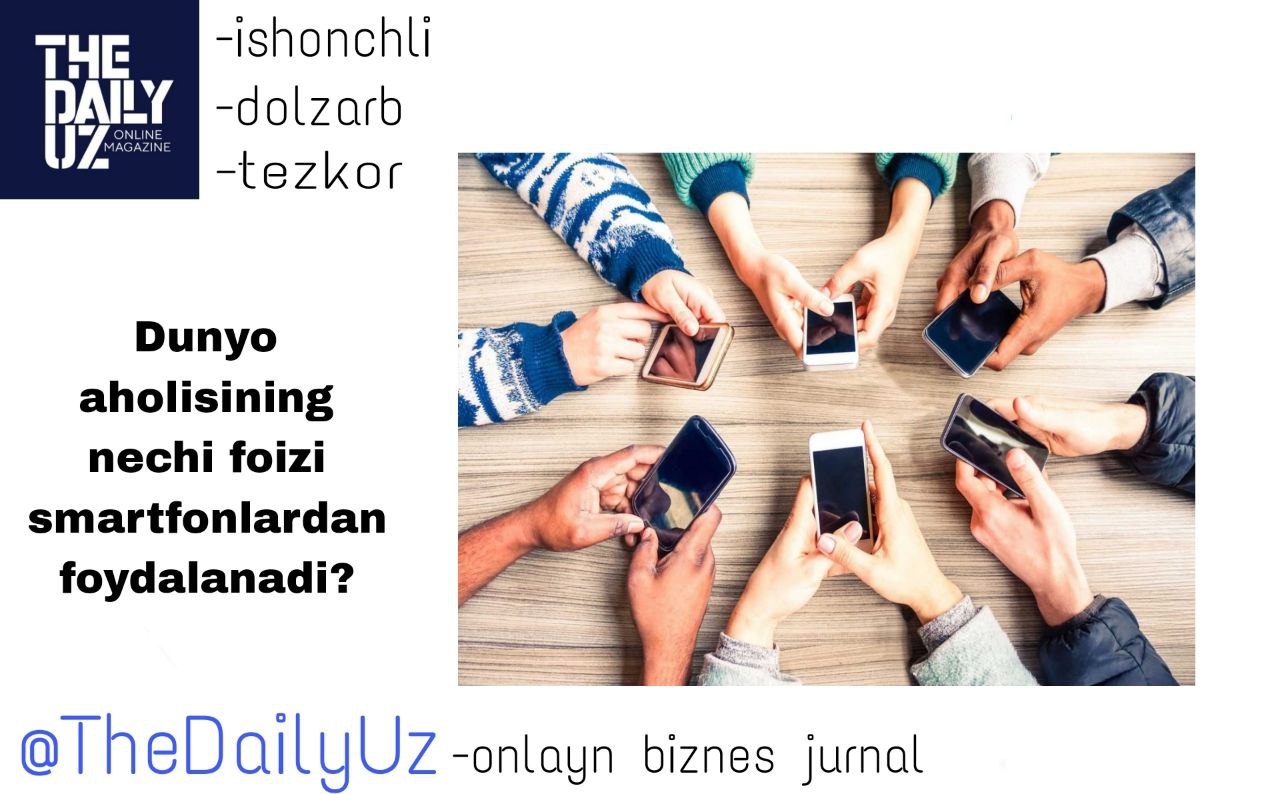 THE
DAILY
UZ ONLINE
MAGAZINE
-ishonchli
-dolzarb
-tezkor
Dunyo
aholisining
nechi foizi
smartfonlardan
foydalanadi?
@TheDailyUz -onlayn biznes jurnal